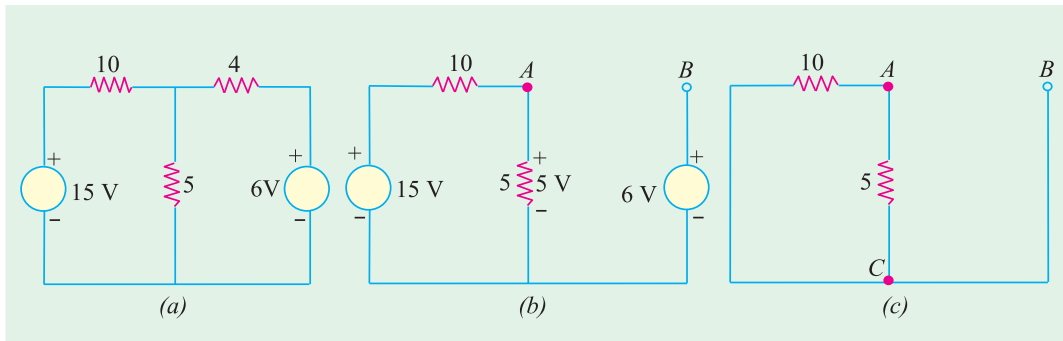 10 4
+ 15 V -
5
+ 6V -
(a)
10 A B
+ 15 V -
5 + 5 V -
+ 6 V -
(b)
10 A B
5
C
(c)